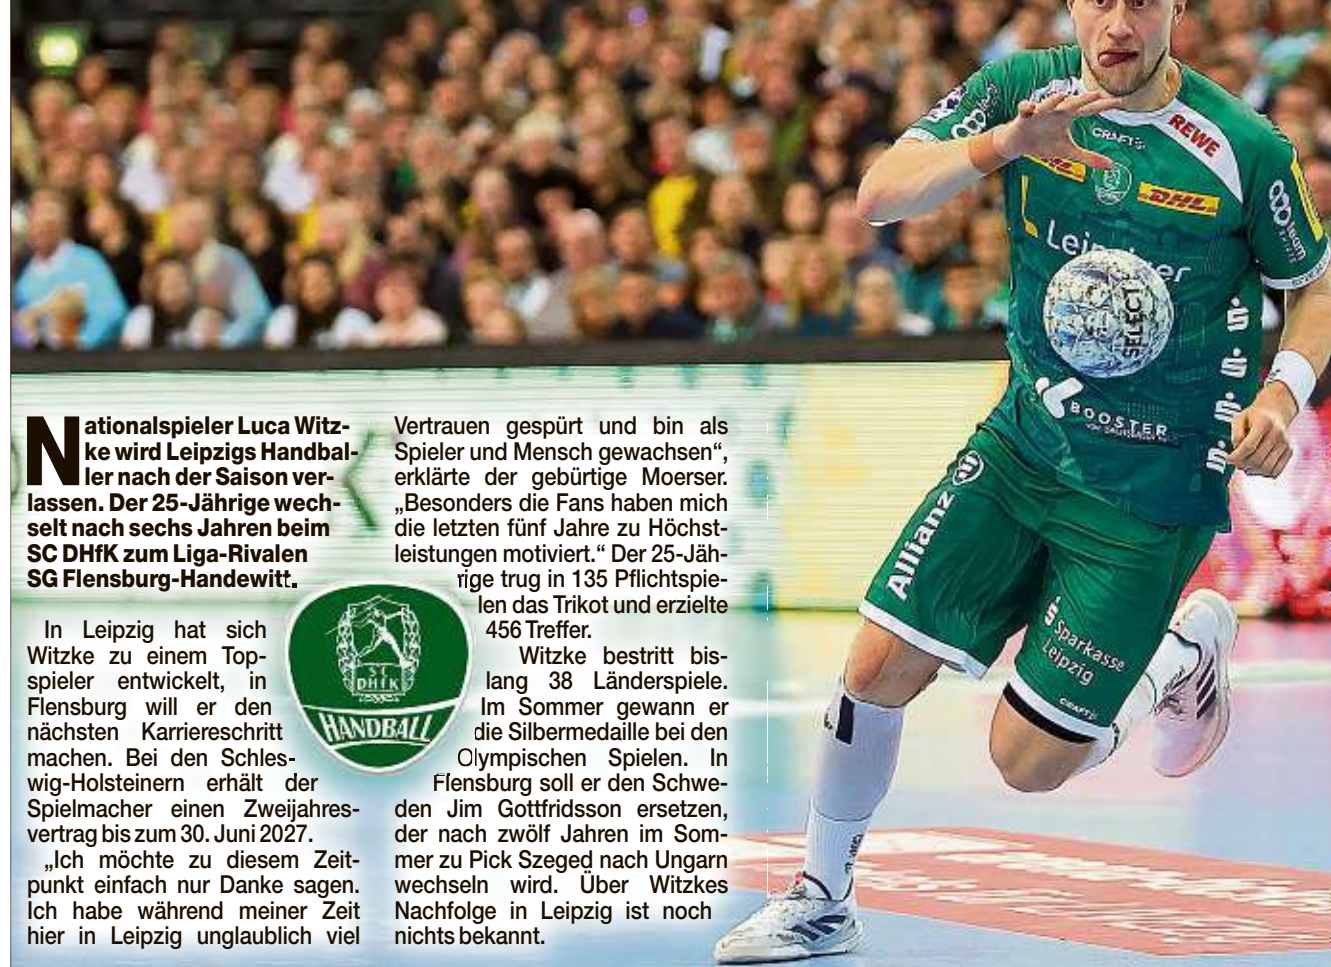 Nationalspieler Luca Witz-
ke wird Leipzigs Handbal-
ler nach der Saison ver-
lassen. Der 25-Jährige wech-
selt nach sechs Jahren beim
SC DHfK zum Liga-Rivalen
SG Flensburg-Handewitt.
In Leipzig hat sich
Witzke zu einem Top-
spieler entwickelt, in
Flensburg will er den
nächsten Karriereschritt
machen. Bei den Schles-
wig-Holsteinern erhält der
Spielmacher einen Zweijahres-
vertrag bis zum 30. Juni 2027.
„Ich möchte zu diesem Zeit-
punkt einfach nur Danke sagen.
Ich habe während meiner Zeit
hier in Leipzig unglaublich viel
Vertrauen gespürt und bin als
Spieler und Mensch gewachsen“,
erklärte der gebürtige Moerser.
„Besonders die Fans haben mich
die letzten fünf Jahre zu Höchst-
leistungen motiviert.“ Der 25-Jäh-
rige trug in 135 Pflichtspie-
len das Trikot und erzielte
456 Treffer.
Witzke bestritt bis-
lang 38 Länderspiele.
Im Sommer gewann er
die Silbermedaille bei den
Olympischen Spielen. In
Flensburg soll er den Schwe-
den Jim Gottfridsson ersetzen,
der nach zwölf Jahren im Som-
mer zu Pick Szeged nach Ungarn
wechseln wird. Über Witzkes
Nachfolge in Leipzig ist noch
nichts bekannt.
SC
DHfK
HANDBALL
CRAFT
REWE
DHL
DHL
team
SELECT
BOOSTER
Allianz
Sparkasse
Leipzig
CRAFT